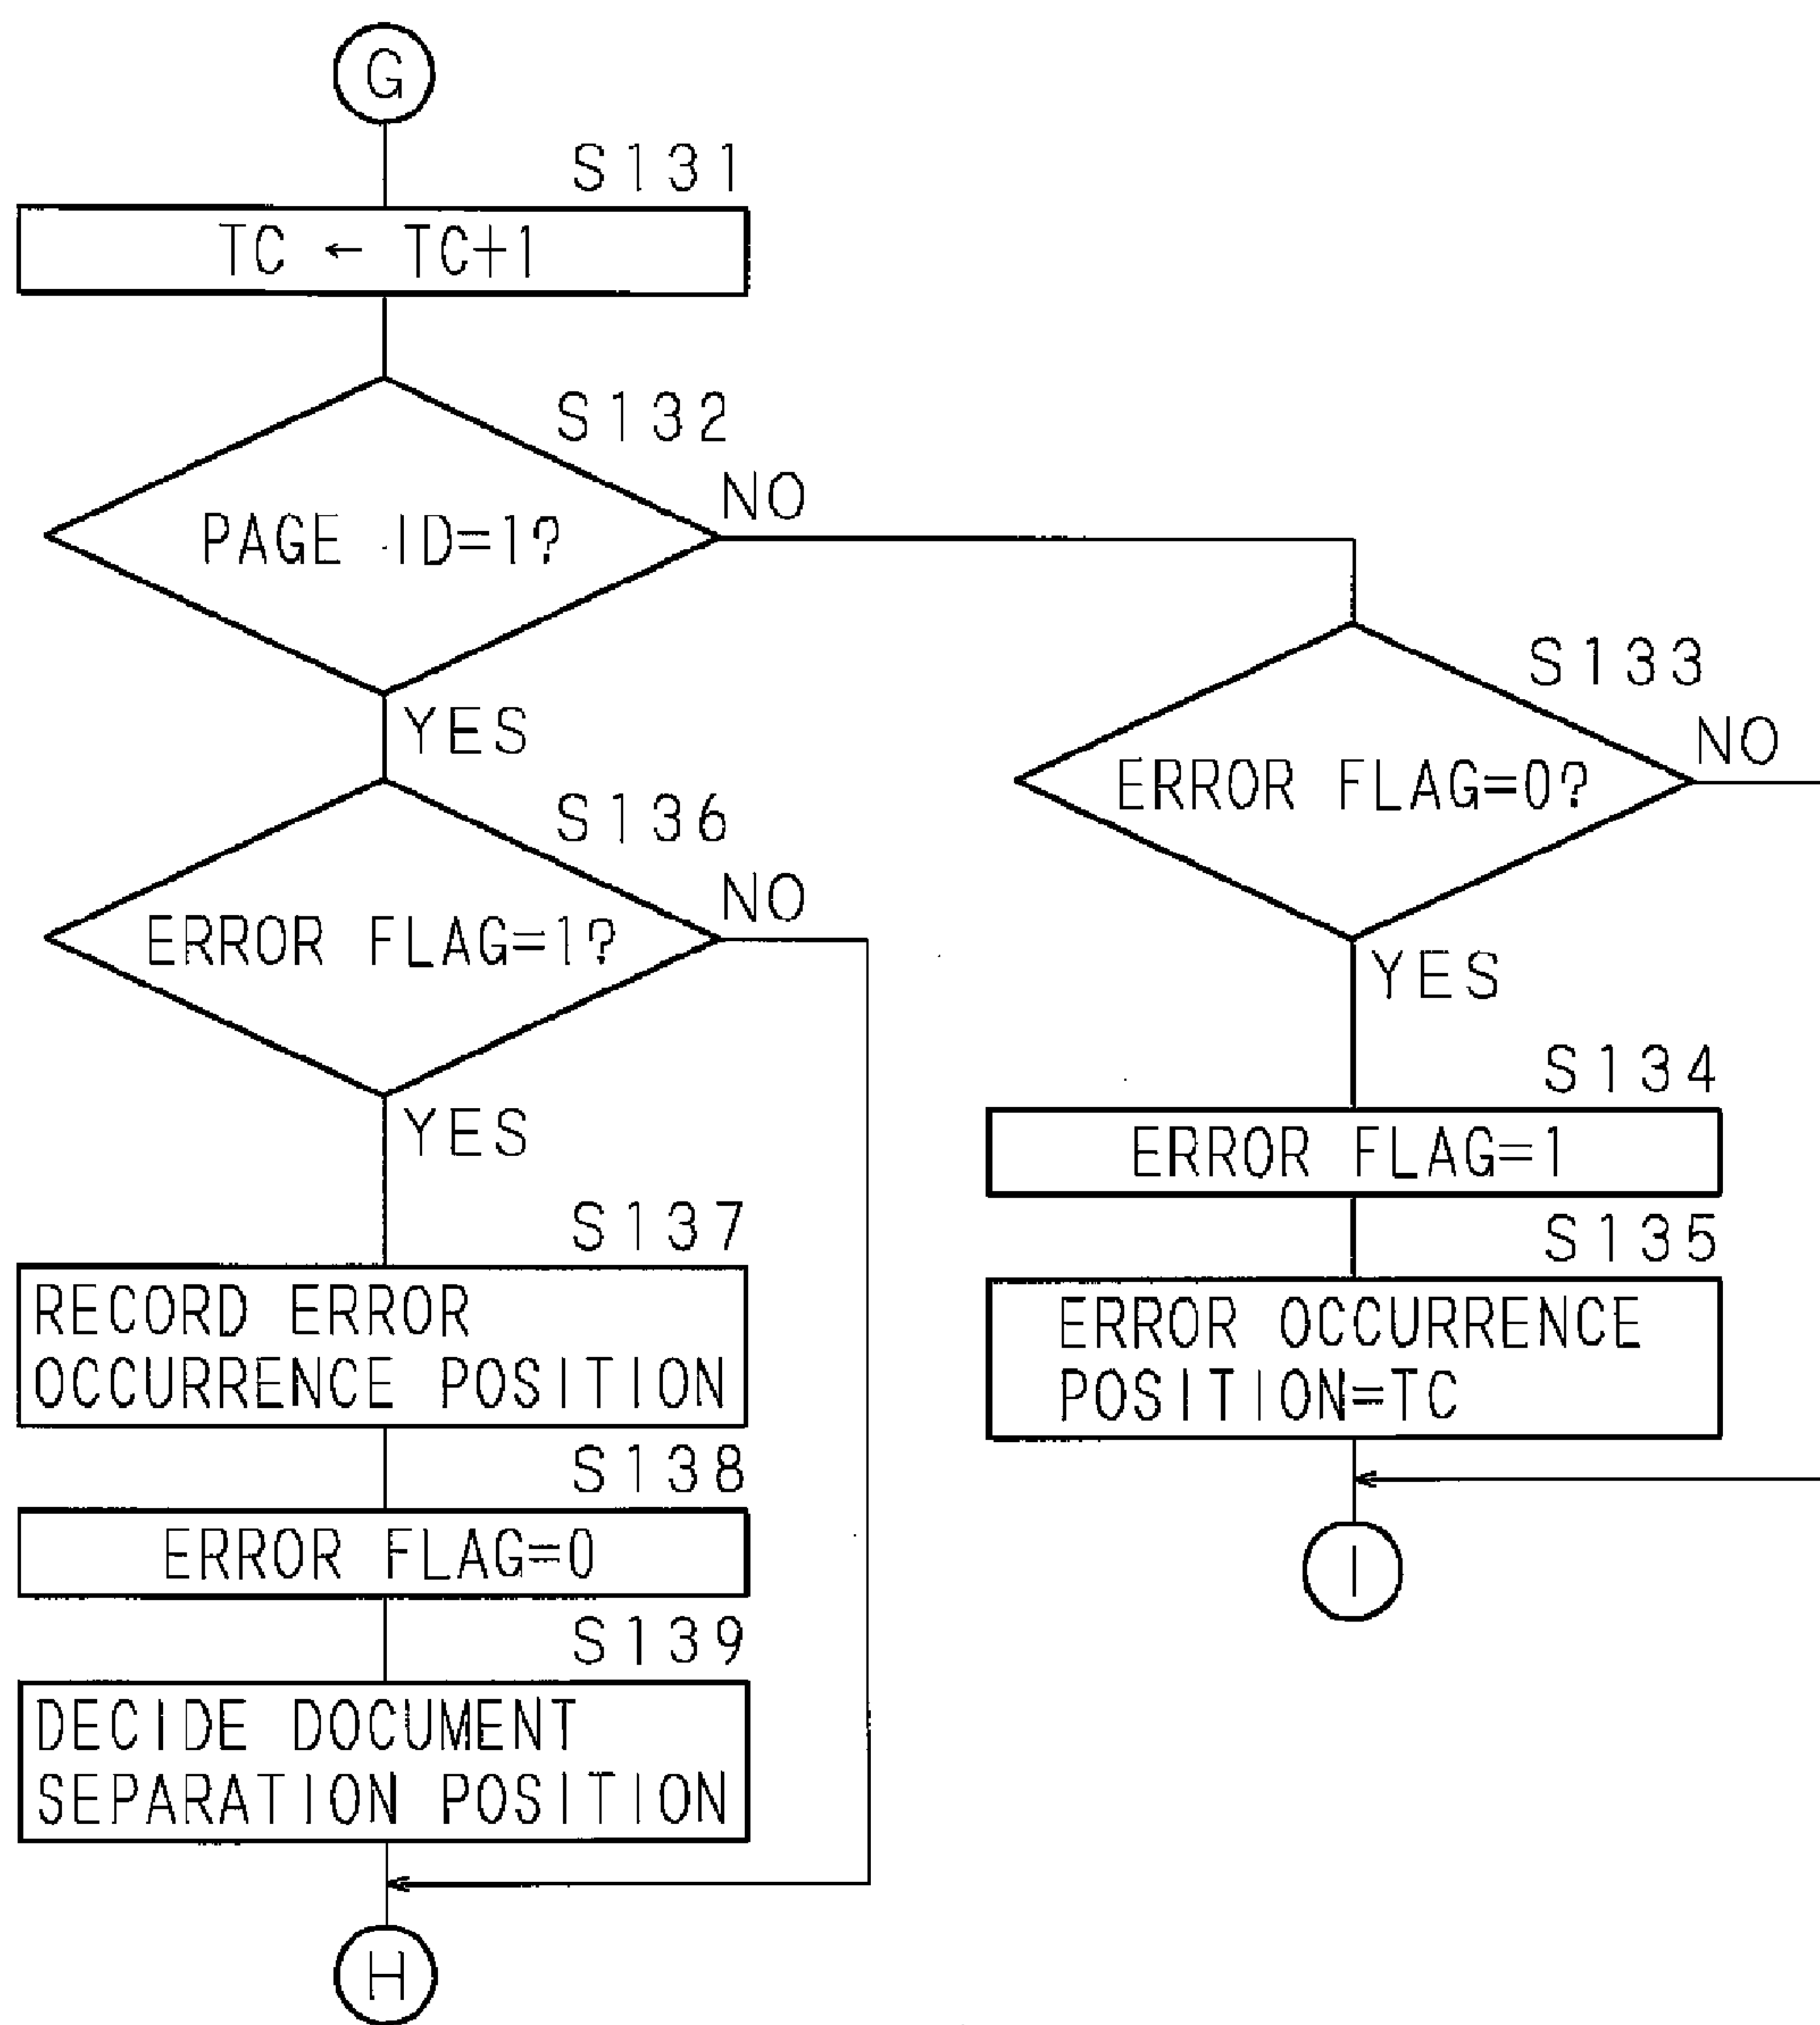 G
S131
TC ← TC+1
S132
PAGE ID=1?
NO
YES
S136
ERROR FLAG=1?
NO
YES
S137
RECORD ERROR
OCCURRENCE POSITION
S138
ERROR FLAG=0
S139
DECIDE DOCUMENT
SEPARATION POSITION
H
S133
ERROR FLAG=0?
NO
YES
S134
ERROR FLAG=1
S135
ERROR OCCURRENCE
POSITION=TC
I